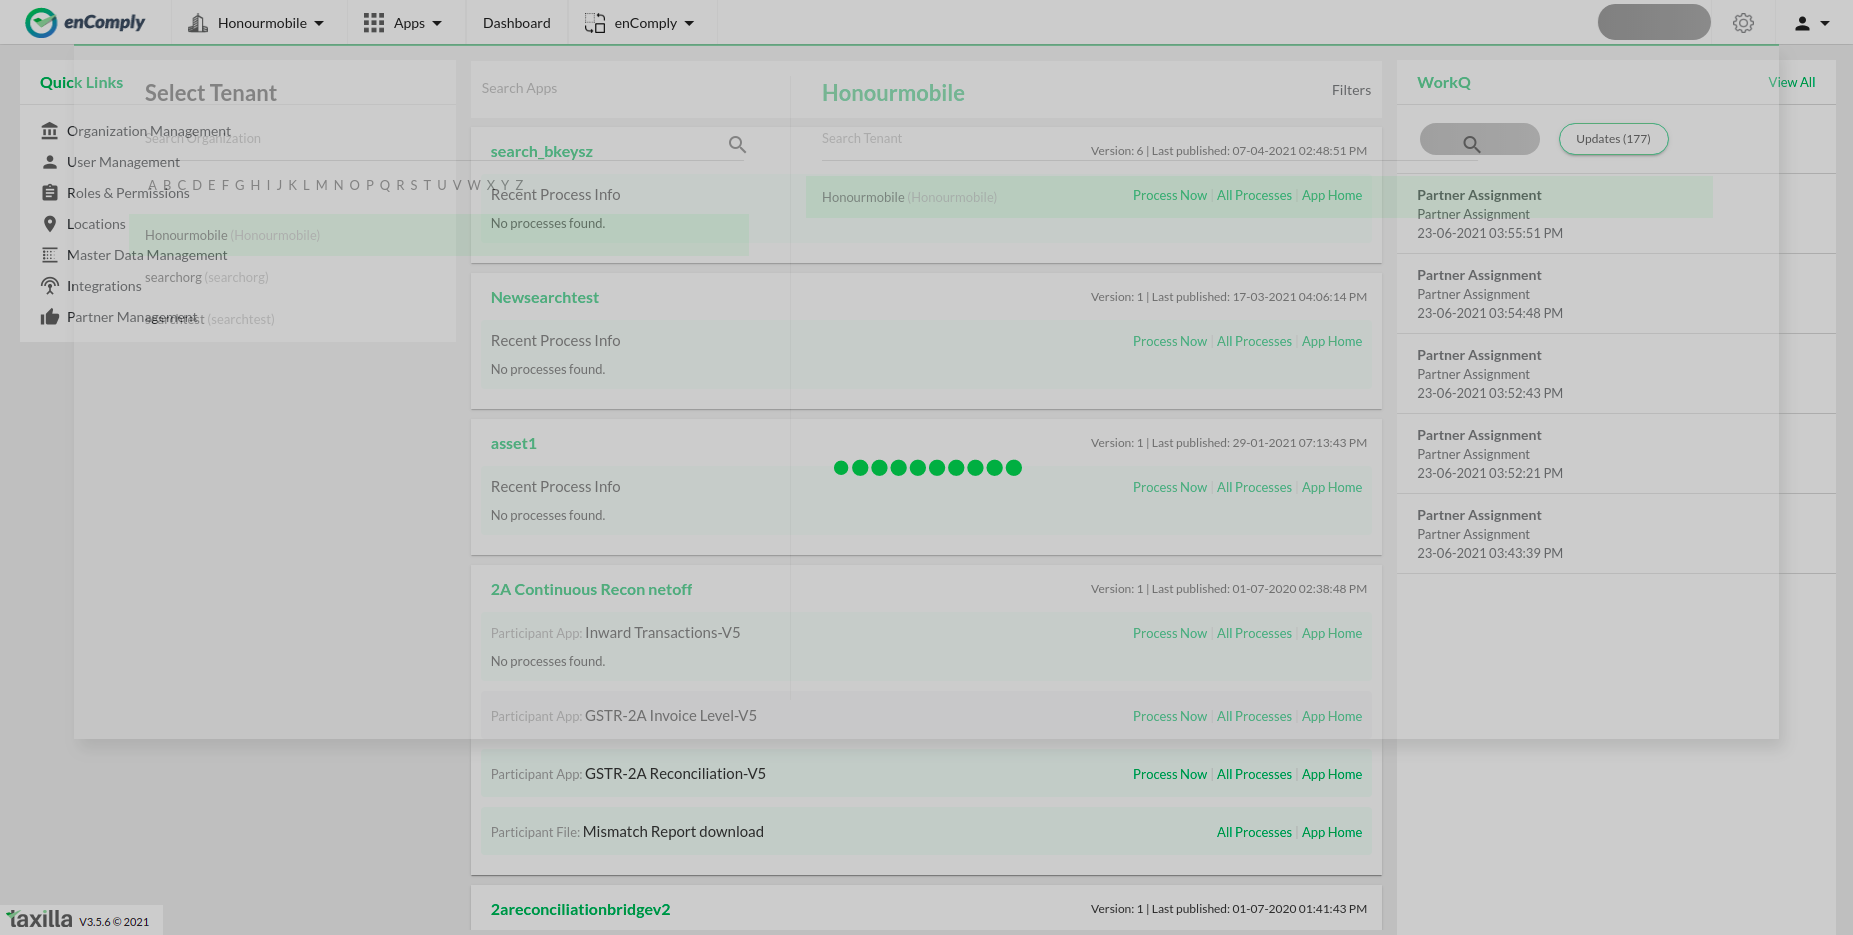 enComply
Honourmobile
Apps
Dashboard
enComply
Quick Links
Organization Management
User Management
Roles & Permissions
Locations
Master Data Management
Integrations
Partner Management
Select Tenant
Search Organization
A B C D E F G H I J K L M N O P Q R S T U V W X Y Z
Honourmobile (Honourmobile)
searchorg (searchorg)
searchtest (searchtest)
Honourmobile
Search Tenant
Honourmobile (Honourmobile)
Search Apps
Filters
search_bkeysz
Version: 6 | Last published: 07-04-2021 02:48:51 PM
Recent Process Info
Process Now | All Processes | App Home
No processes found.
Newsearchtest
Version: 1 | Last published: 17-03-2021 04:06:14 PM
Recent Process Info
Process Now | All Processes | App Home
No processes found.
asset1
Version: 1 | Last published: 29-01-2021 07:13:43 PM
Recent Process Info
Process Now | All Processes | App Home
No processes found.
2A Continuous Recon netoff
Version: 1 | Last published: 01-07-2020 02:38:48 PM
Participant App: Inward Transactions-V5
Process Now | All Processes | App Home
No processes found.
Participant App: GSTR-2A Invoice Level-V5
Process Now | All Processes | App Home
Participant App: GSTR-2A Reconciliation-V5
Process Now | All Processes | App Home
Participant File: Mismatch Report download
All Processes | App Home
2areconciliationbridgev2
Version: 1 | Last published: 01-07-2020 01:41:43 PM
WorkQ
View All
Updates (177)
Partner Assignment
Partner Assignment
23-06-2021 03:55:51 PM
Partner Assignment
Partner Assignment
23-06-2021 03:54:48 PM
Partner Assignment
Partner Assignment
23-06-2021 03:52:43 PM
Partner Assignment
Partner Assignment
23-06-2021 03:52:21 PM
Partner Assignment
Partner Assignment
23-06-2021 03:43:39 PM
taxilla V3.5.6 © 2021